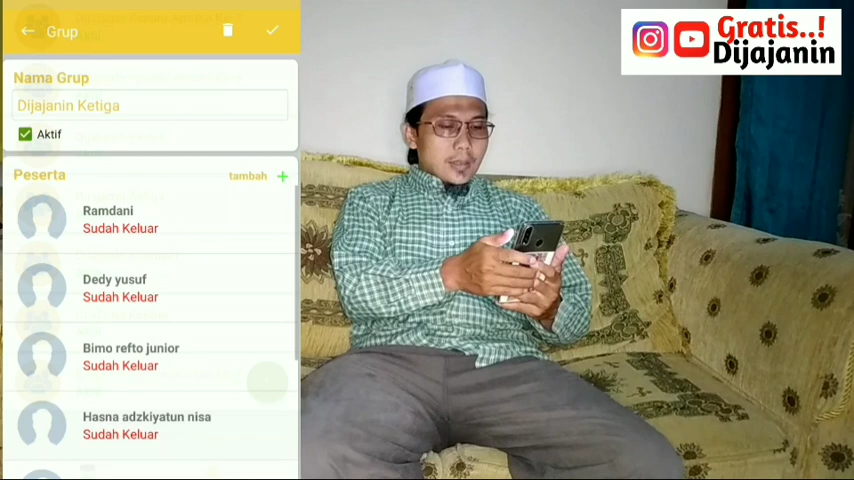 Grup
Nama Grup
Dijajanin Ketiga
Aktif
Peserta
tambah +
Ramdani
Sudah Keluar
Dedy yusuf
Sudah Keluar
Bimo refto junior
Sudah Keluar
Hasna adzkiyatun nisa
Sudah Keluar
Gratis..!
Dijajanin